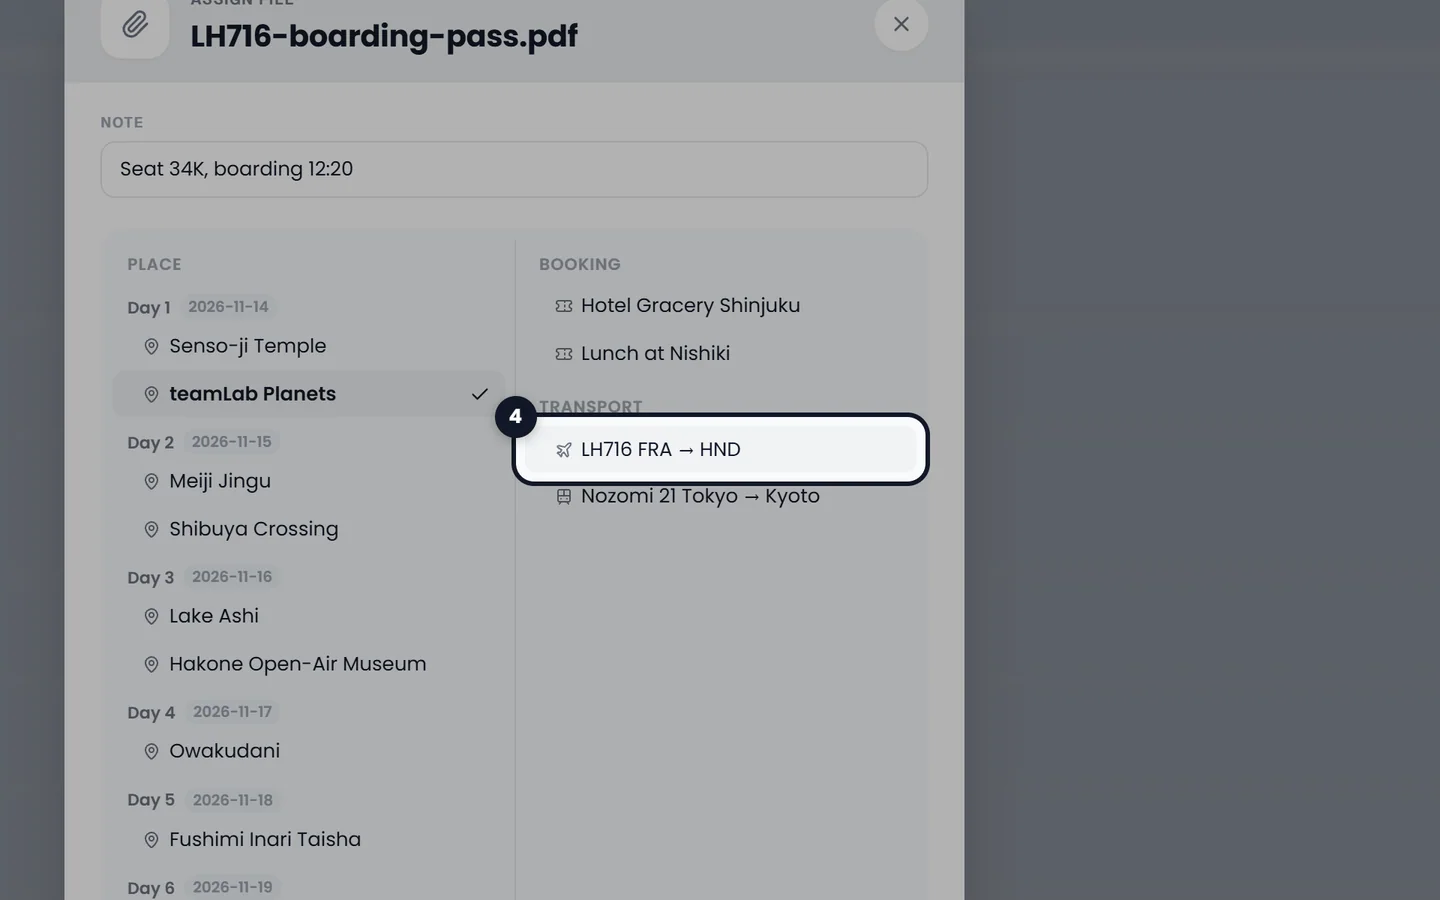 ASSIGN FILE
LH716-boarding-pass.pdf
NOTE
Seat 34K, boarding 12:20
PLACE
Day 1 2026-11-14
Senso-ji Temple
teamLab Planets
Day 2 2026-11-15
Meiji Jingu
Shibuya Crossing
Day 3 2026-11-16
Lake Ashi
Hakone Open-Air Museum
Day 4 2026-11-17
Owakudani
Day 5 2026-11-18
Fushimi Inari Taisha
Day 6 2026-11-19
BOOKING
Hotel Gracery Shinjuku
Lunch at Nishiki
TRANSPORT
4
LH716 FRA → HND
Nozomi 21 Tokyo → Kyoto